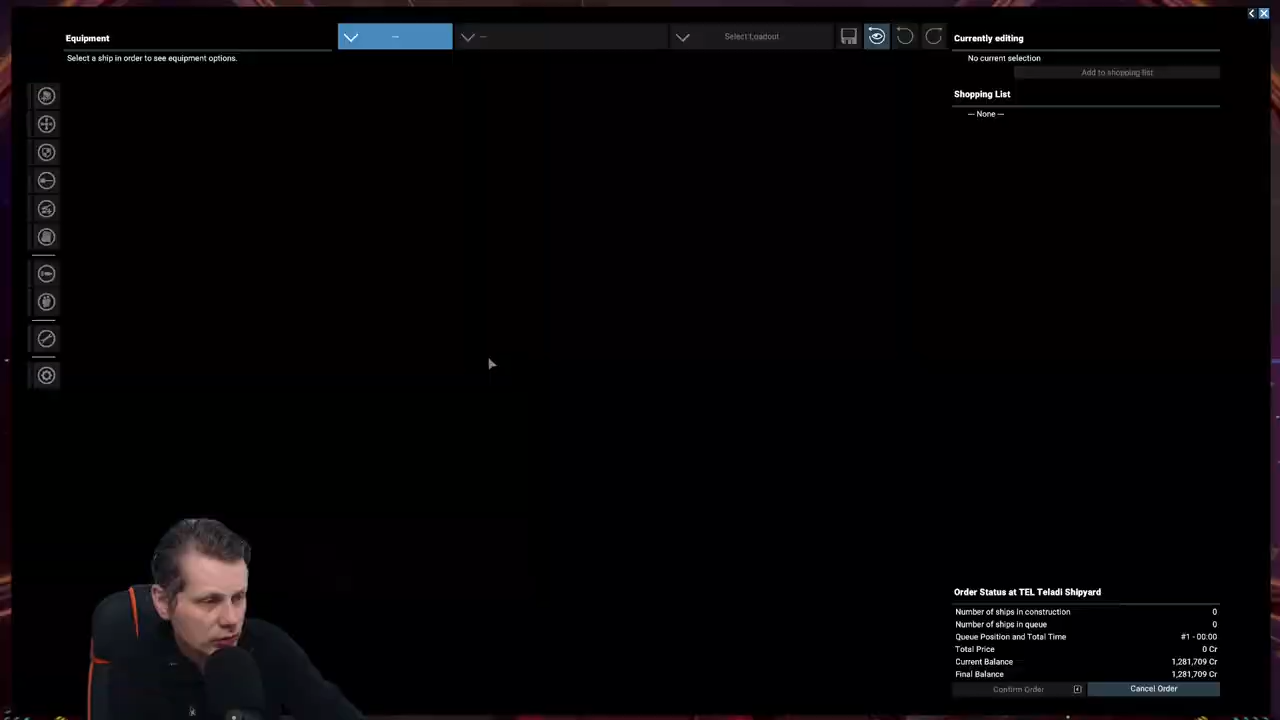 Equipment
Select a ship in order to see equipment options.
--
--
Select Loadout
Currently editing
No current selection
Add to shopping list
Shopping List
--- None ---
Order Status at TEL Teladi Shipyard
Number of ships in construction 0
Number of ships in queue 0
Queue Position and Total Time #1 - 00:00
Total Price 0 Cr
Current Balance 1,281,709 Cr
Final Balance 1,281,709 Cr
Confirm Order
Cancel Order